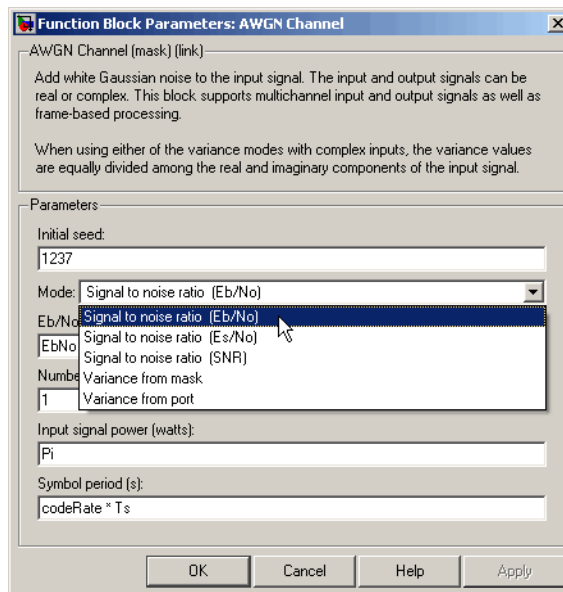 Function Block Parameters: AWGN Channel
AWGN Channel (mask) (link)
Add white Gaussian noise to the input signal. The input and output signals can be
real or complex. This block supports multichannel input and output signals as well as
frame-based processing.
When using either of the variance modes with complex inputs, the variance values
are equally divided among the real and imaginary components of the input signal.
Parameters
Initial seed:
1237
Mode: Signal to noise ratio (Eb/No)
Signal to noise ratio (Eb/No)
Eb/No
Signal to noise ratio (Es/No)
EbNo
Signal to noise ratio (SNR)
Variance from mask
Variance from port
1
Input signal power (watts):
Pi
Symbol period (s):
codeRate * Ts
OK Cancel Help Apply